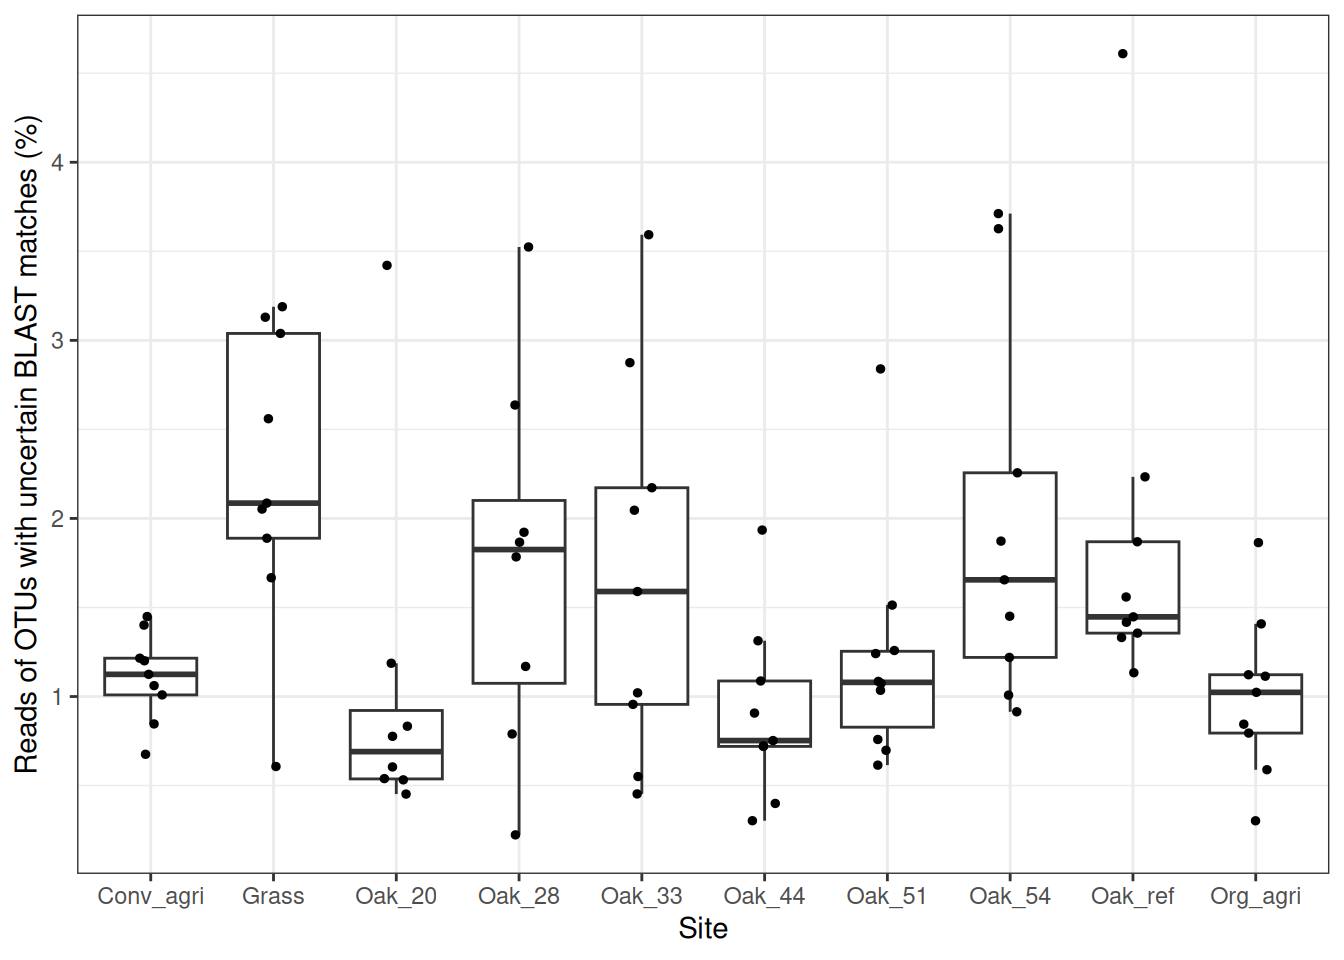 Reads of OTUs with uncertain BLAST matches (%)
4
3
2
1
Conv_agri Grass Oak_20 Oak_28 Oak_33 Oak_44 Oak_51 Oak_54 Oak_ref Org_agri
Site